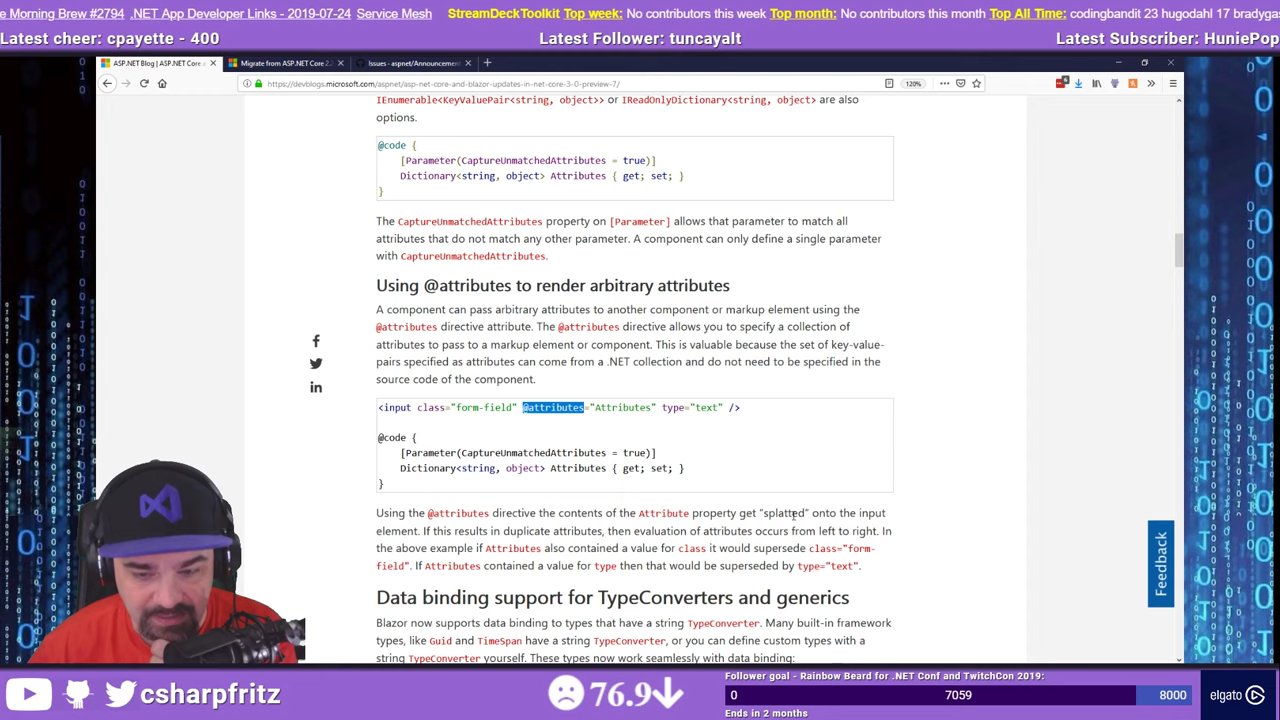 e Morning Brew #2794 .NET App Developer Links - 2019-07-24 Service Mesh
StreamDeckToolkit Top week: No contributors this week Top month: No contributors this month Top All Time: codingbandit 23 hugodahl 17 bradygas
Latest cheer: cpayette - 400
Latest Follower: tuncayalt
Latest Subscriber: HuniePop
ASP.NET Blog | ASP.NET Core a
Migrate from ASP.NET Core 2.
Issues · aspnet/Announcement
https://devblogs.microsoft.com/aspnet/asp-net-core-and-blazor-updates-in-net-core-3-0-preview-7/
120%
IEnumerable<KeyValuePair<string, object>> or IReadOnlyDictionary<string, object> are also
options.
@code {
[Parameter(CaptureUnmatchedAttributes = true)]
Dictionary<string, object> Attributes { get; set; }
}
The CaptureUnmatchedAttributes property on [Parameter] allows that parameter to match all
attributes that do not match any other parameter. A component can only define a single parameter
with CaptureUnmatchedAttributes.
Using @attributes to render arbitrary attributes
A component can pass arbitrary attributes to another component or markup element using the
@attributes directive attribute. The @attributes directive allows you to specify a collection of
attributes to pass to a markup element or component. This is valuable because the set of key-value-
pairs specified as attributes can come from a .NET collection and do not need to be specified in the
source code of the component.
<input class="form-field" @attributes="Attributes" type="text" />
@code {
[Parameter(CaptureUnmatchedAttributes = true)]
Dictionary<string, object> Attributes { get; set; }
}
Using the @attributes directive the contents of the Attribute property get “splatted” onto the input
element. If this results in duplicate attributes, then evaluation of attributes occurs from left to right. In
the above example if Attributes also contained a value for class it would supersede class="form-
field". If Attributes contained a value for type then that would be superseded by type="text".
Data binding support for TypeConverters and generics
Blazor now supports data binding to types that have a string TypeConverter. Many built-in framework
types, like Guid and TimeSpan have a string TypeConverter, or you can define custom types with a
string TypeConverter yourself. These types now work seamlessly with data binding:
Feedback
csharpfritz
76.9
Follower goal - Rainbow Beard for .NET Conf and TwitchCon 2019:
0 7059 8000
Ends in 2 months
elgato